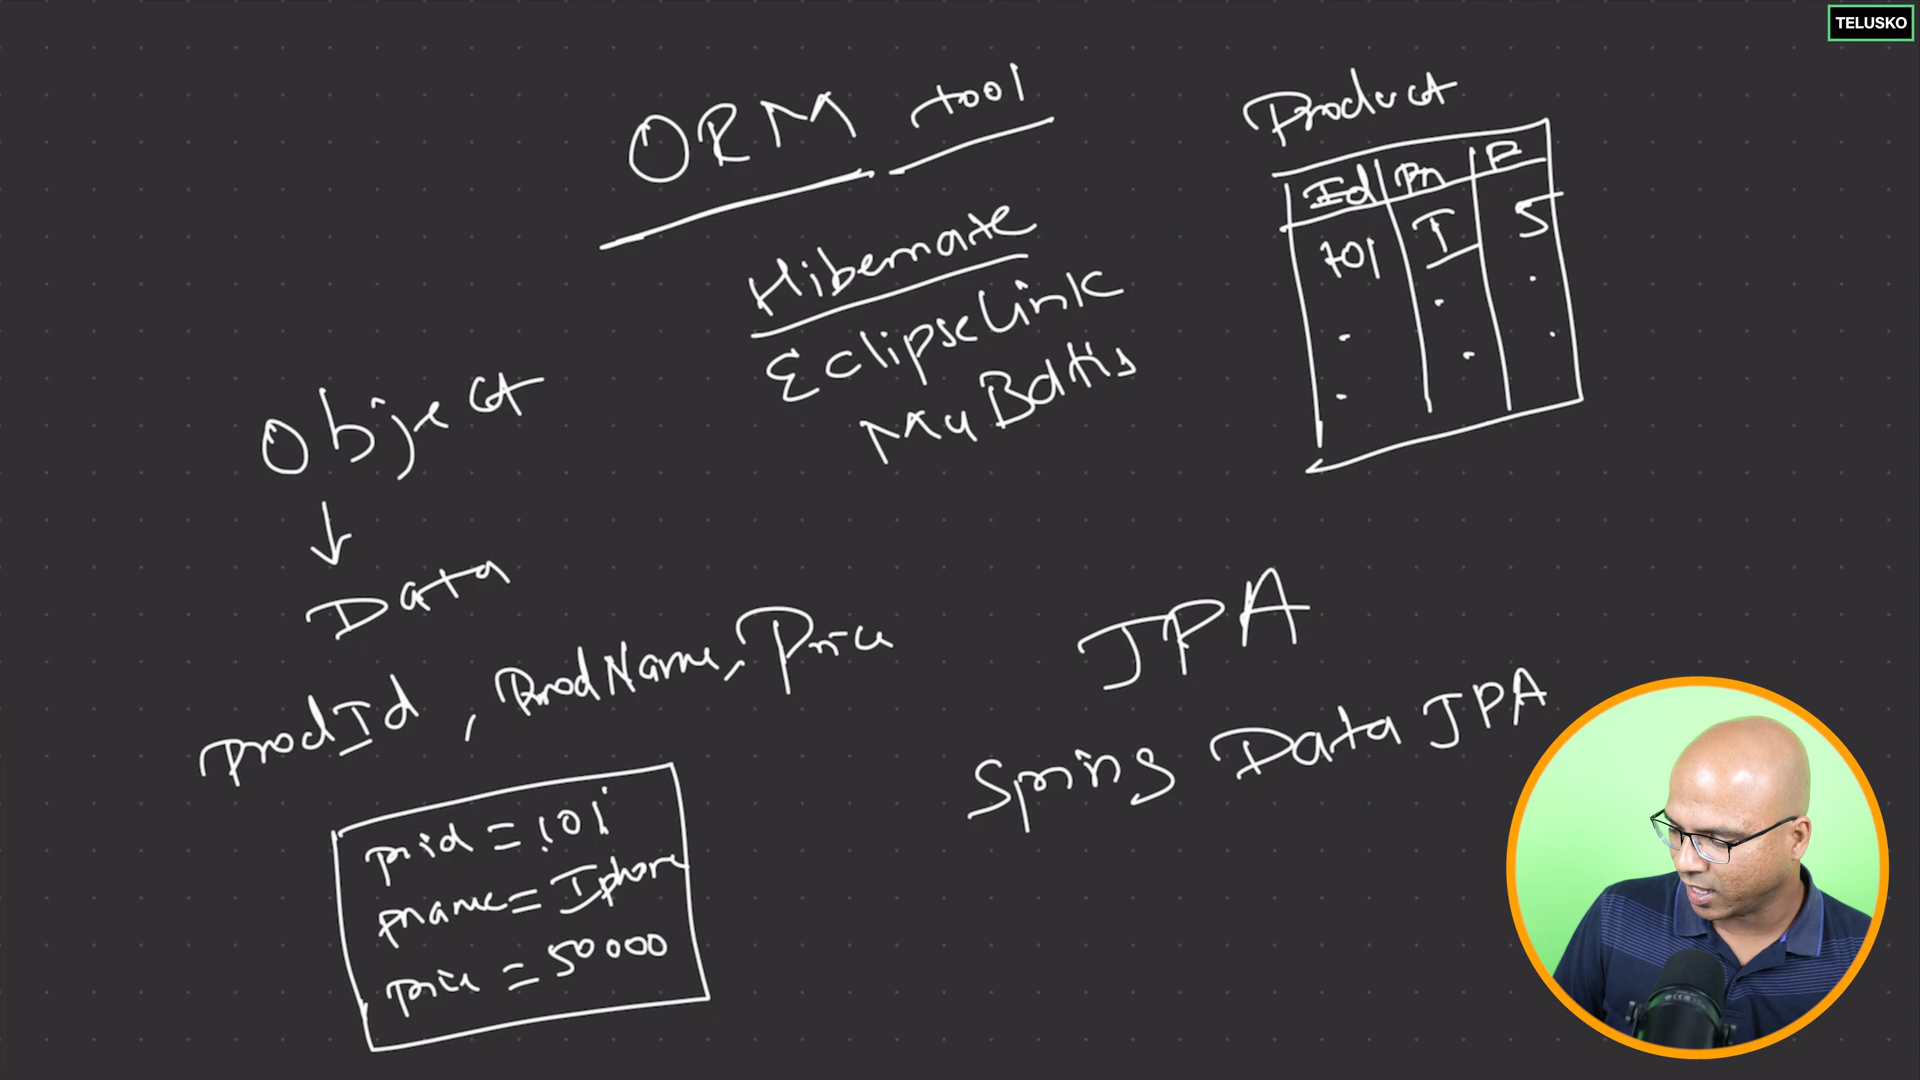 TELUSKO
ORM tool
Product
Id Pn P
101 I 5
Hibernate
EclipseLink
MyBatis
Object
↓
Data
ProdId, ProdName, Price
prid = 101
pname = Iphone
price = 50000
JPA
Spring Data JPA